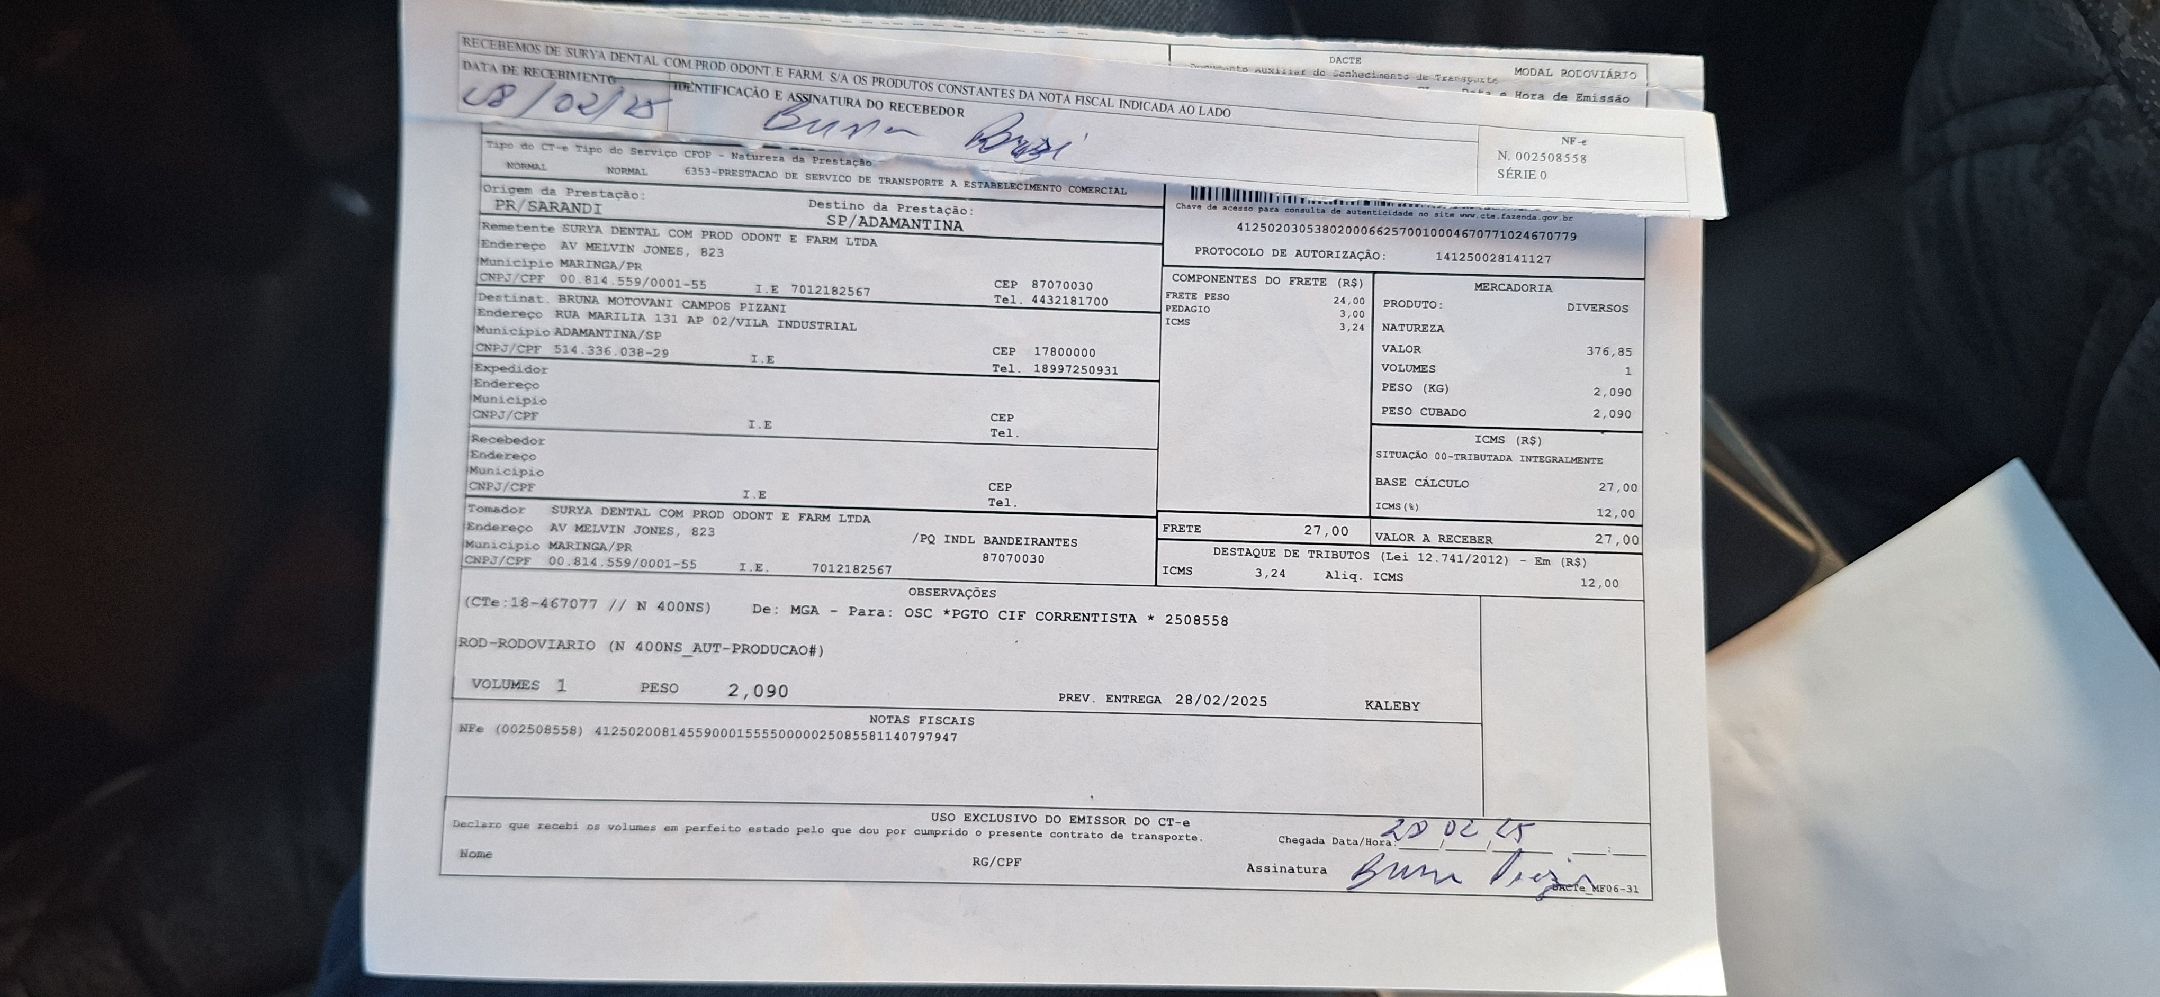 RECEBEMOS DE SURYA DENTAL COM PROD ODONT E FARM. S/A OS PRODUTOS CONSTANTES DA NOTA FISCAL INDICADA AO LADO
DATA DE RECEBIMENTO IDENTIFICAÇÃO E ASSINATURA DO RECEBEDOR
28/02/25 Bruna
NF-e
N. 002508558
SÉRIE 0
DACTE
Documento Auxiliar do Conhecimento de Transporte MODAL RODOVIÁRIO
Data e Hora de Emissão
Tipo do CT-e Tipo do Serviço CFOP - Natureza da Prestação
NORMAL NORMAL 6353-PRESTACAO DE SERVICO DE TRANSPORTE A ESTABELECIMENTO COMERCIAL
Origem da Prestação: Destino da Prestação:
PR/SARANDI SP/ADAMANTINA
Remetente SURYA DENTAL COM PROD ODONT E FARM LTDA
Endereço AV MELVIN JONES, 823
Municipio MARINGA/PR CEP 87070030
CNPJ/CPF 00.814.559/0001-55 I.E 7012182567 Tel. 4432181700
Destinat. BRUNA MOTOVANI CAMPOS PIZANI
Endereço RUA MARILIA 131 AP 02/VILA INDUSTRIAL
Municipio ADAMANTINA/SP CEP 17800000
CNPJ/CPF 514.336.038-29 I.E Tel. 18997250931
Expedidor
Endereço
Municipio CEP
CNPJ/CPF I.E Tel.
Recebedor
Endereço
Municipio CEP
CNPJ/CPF I.E Tel.
Tomador SURYA DENTAL COM PROD ODONT E FARM LTDA
Endereço AV MELVIN JONES, 823 /PQ INDL BANDEIRANTES
Municipio MARINGA/PR 87070030
CNPJ/CPF 00.814.559/0001-55 I.E. 7012182567
Chave de acesso para consulta de autenticidade no site www.cte.fazenda.gov.br
41250203053802000662570010004670771024670779
PROTOCOLO DE AUTORIZAÇÃO: 141250028141127
COMPONENTES DO FRETE (R$)
FRETE PESO 24,00
PEDAGIO 3,00
ICMS 3,24
MERCADORIA
PRODUTO: DIVERSOS
NATUREZA
VALOR 376,85
VOLUMES 1
PESO (KG) 2,090
PESO CUBADO 2,090
ICMS (R$)
SITUAÇÃO 00-TRIBUTADA INTEGRALMENTE
BASE CÁLCULO 27,00
ICMS(%) 12,00
FRETE 27,00 VALOR A RECEBER 27,00
DESTAQUE DE TRIBUTOS (Lei 12.741/2012) - Em (R$)
ICMS 3,24 Aliq. ICMS 12,00
OBSERVAÇÕES
(CTe:18-467077 // N 400NS) De: MGA - Para: OSC *PGTO CIF CORRENTISTA * 2508558
ROD-RODOVIARIO (N 400NS_AUT-PRODUCAO#)
VOLUMES 1 PESO 2,090 PREV. ENTREGA 28/02/2025 KALEBY
NOTAS FISCAIS
NFe (002508558) 41250200814559000155550000025085581140797947
USO EXCLUSIVO DO EMISSOR DO CT-e
Declaro que recebi os volumes em perfeito estado pelo que dou por cumprido o presente contrato de transporte.
Chegada Data/Hora: 28/02/25
Nome RG/CPF Assinatura Bruna
DACTe_MF06-31